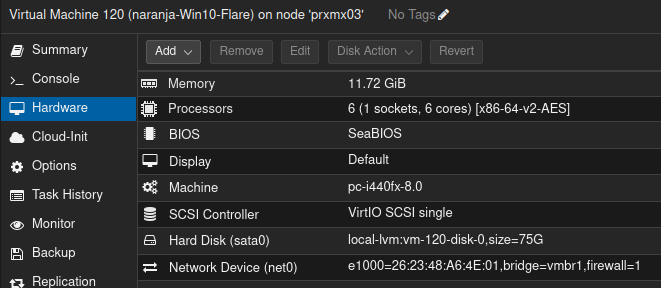 Virtual Machine 120 (naranja-Win10-Flare) on node 'prxmx03' No Tags
Summary
Console
Hardware
Cloud-Init
Options
Task History
Monitor
Backup
Replication
Add Remove Edit Disk Action Revert
Memory 11.72 GiB
Processors 6 (1 sockets, 6 cores) [x86-64-v2-AES]
BIOS SeaBIOS
Display Default
Machine pc-i440fx-8.0
SCSI Controller VirtIO SCSI single
Hard Disk (sata0) local-lvm:vm-120-disk-0,size=75G
Network Device (net0) e1000=26:23:48:A6:4E:01,bridge=vmbr1,firewall=1